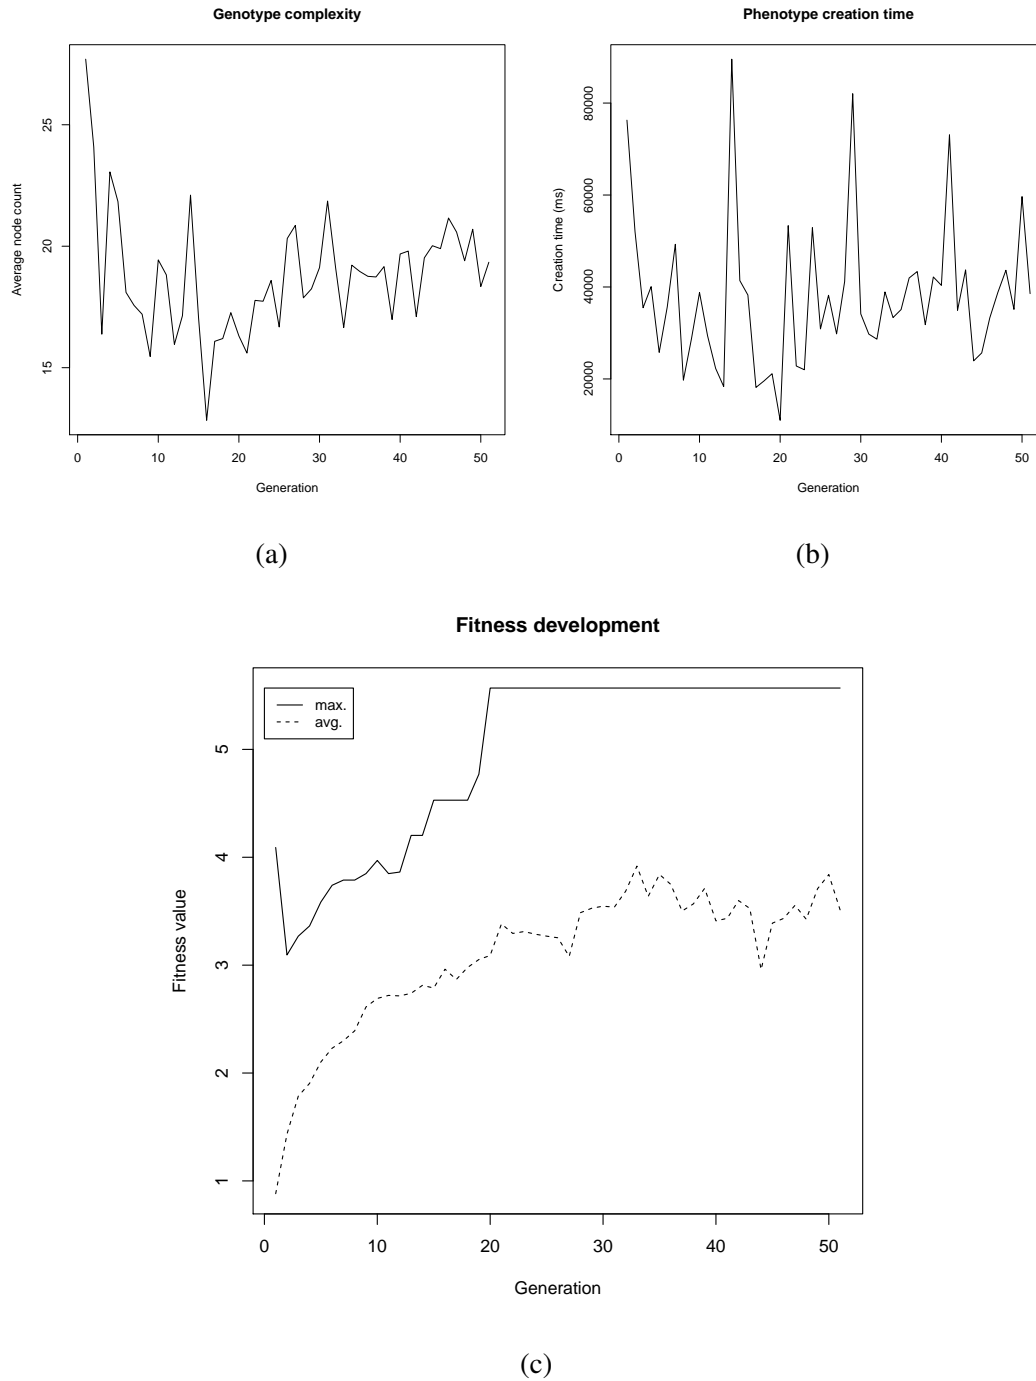 Genotype complexity
Average node count
25
20
15
0 10 20 30 40 50
Generation
(a)
Phenotype creation time
Creation time (ms)
80000
60000
40000
20000
0 10 20 30 40 50
Generation
(b)
Fitness development
max.
avg.
Fitness value
5
4
3
2
1
0 10 20 30 40 50
Generation
(c)